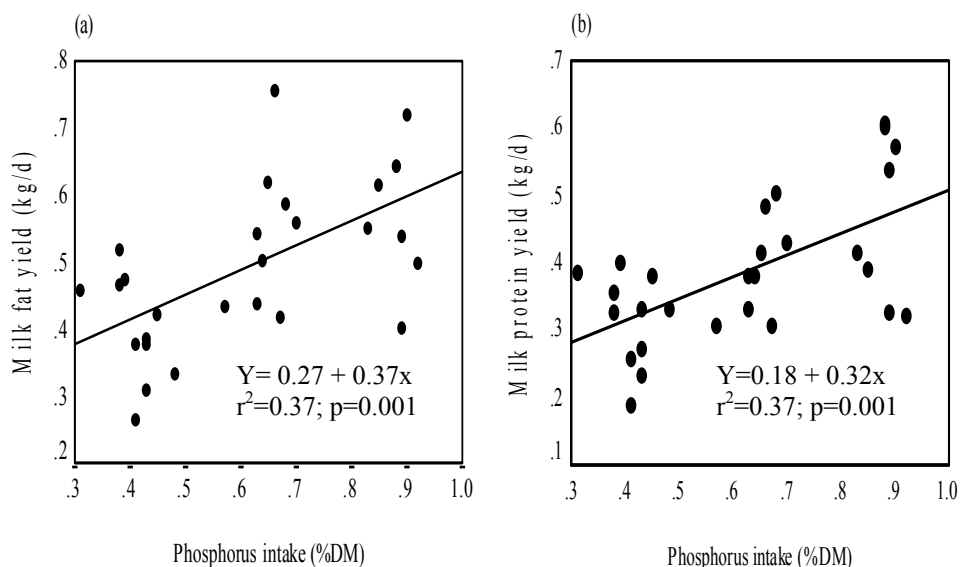 (a)
Milk fat yield (kg/d)
.8
.7
.6
.5
.4
.3
.2
Y= 0.27 + 0.37x
r²=0.37; p=0.001
.3 .4 .5 .6 .7 .8 .9 1.0
Phosphorus intake (%DM)
(b)
Milk protein yield (kg/d)
.7
.6
.5
.4
.3
.2
.1
Y=0.18 + 0.32x
r²=0.37; p=0.001
.3 .4 .5 .6 .7 .8 .9 1.0
Phosphorus intake (%DM)